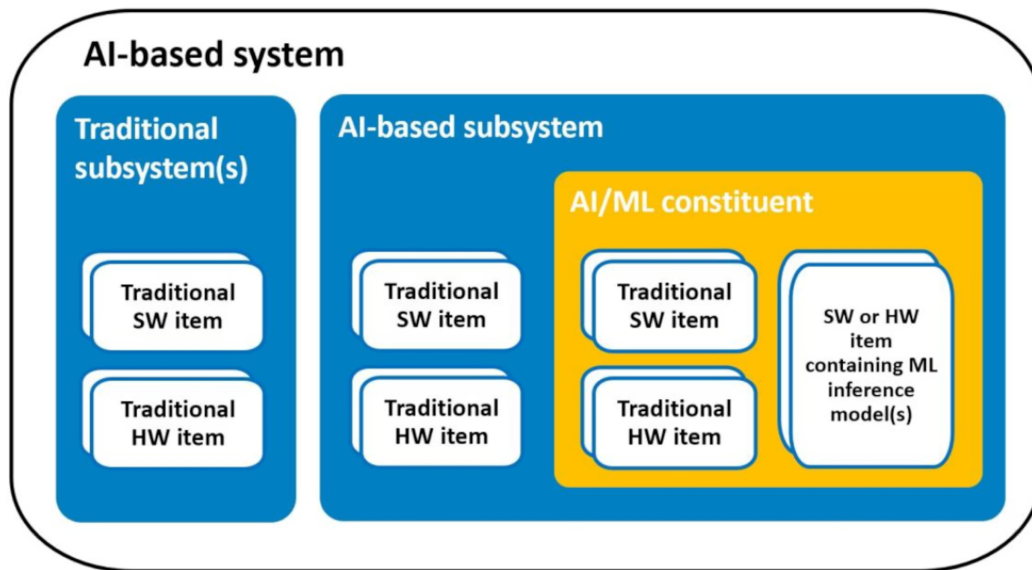 AI-based system
Traditional
subsystem(s)
Traditional
SW item
Traditional
HW item
AI-based subsystem
Traditional
SW item
Traditional
HW item
AI/ML constituent
Traditional
SW item
Traditional
HW item
SW or HW
item
containing ML
inference
model(s)